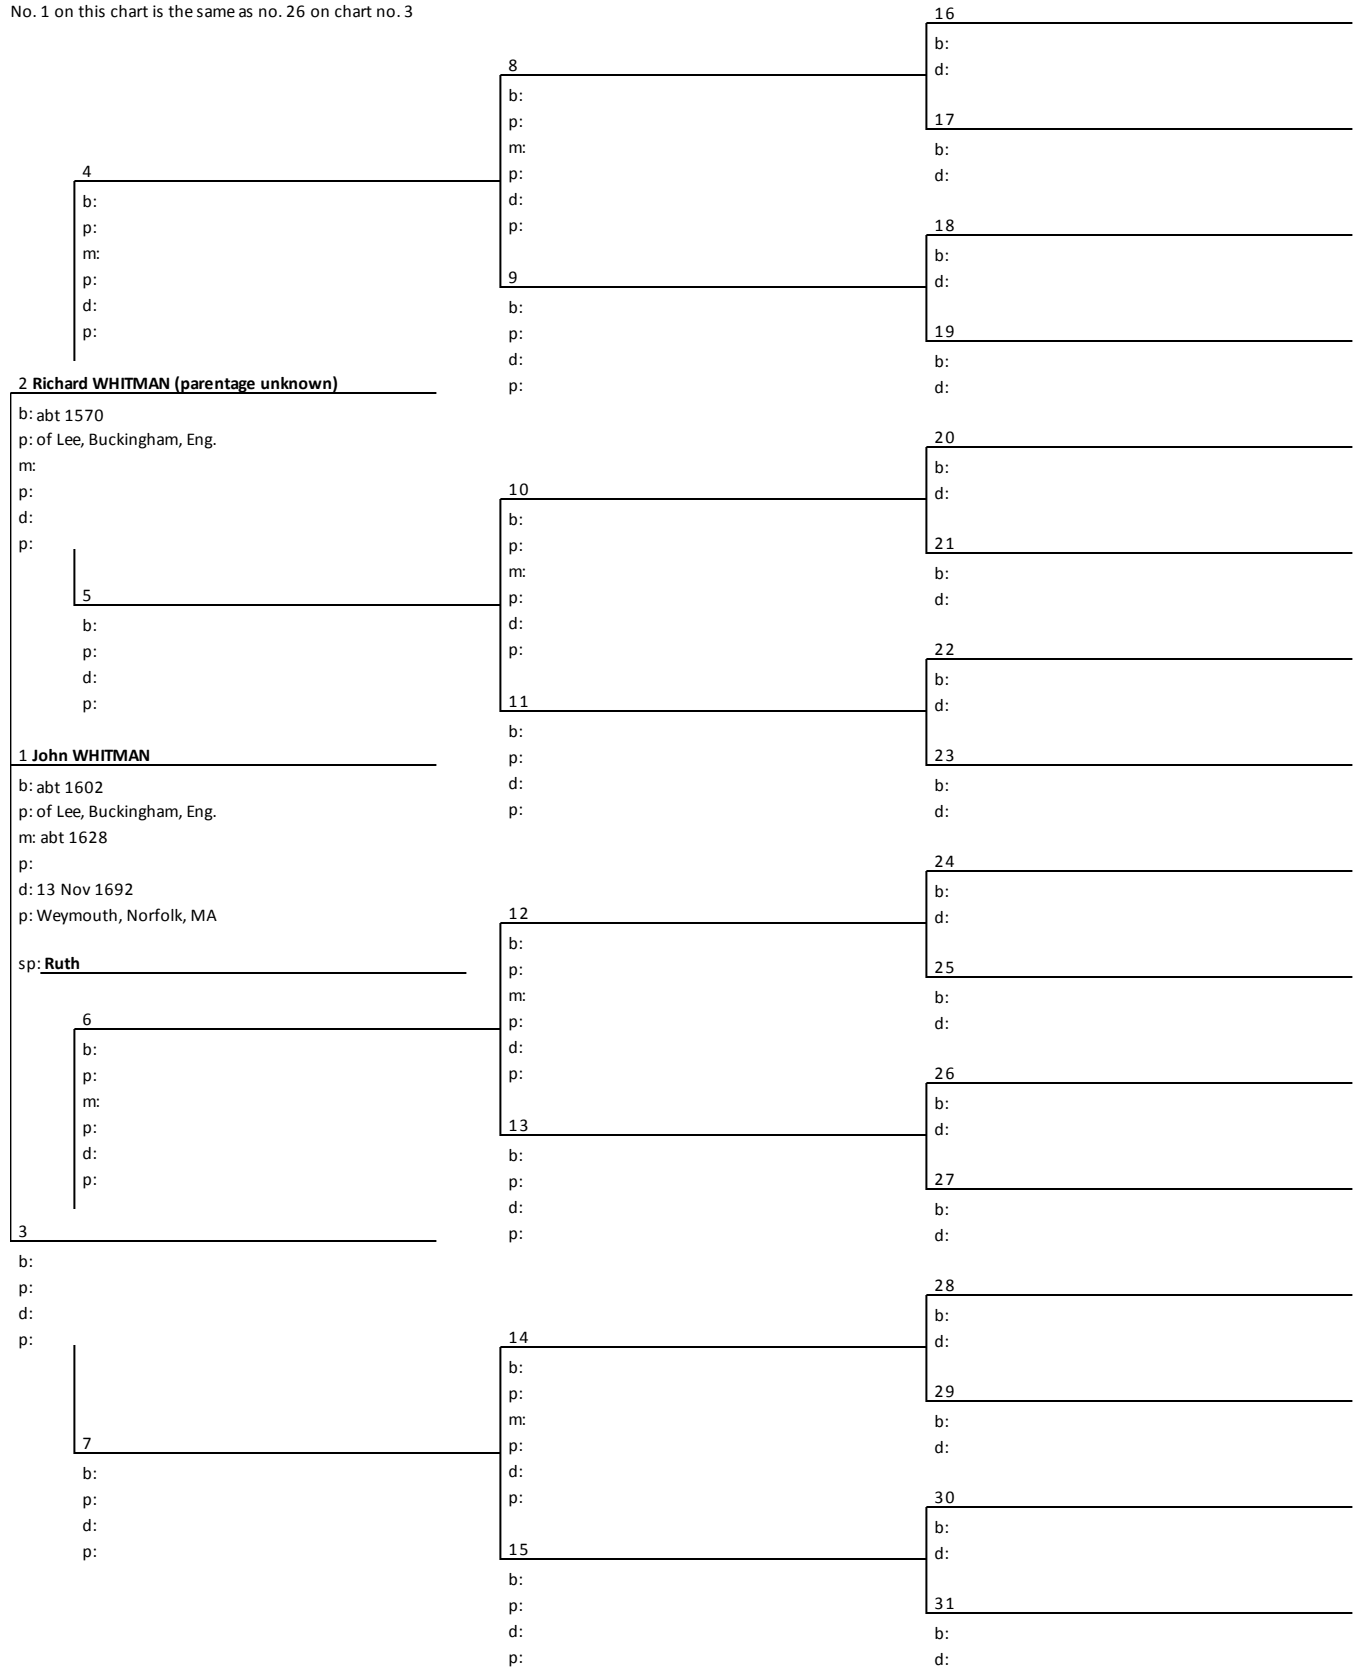 No. 1 on this chart is the same as no. 26 on chart no. 3
16
b:
d:
8
b:
p:
m:
p:
d:
p:
17
b:
d:
4
b:
p:
m:
p:
d:
p:
18
b:
d:
9
b:
p:
d:
p:
19
b:
d:
2 Richard WHITMAN (parentage unknown)
b: abt 1570
p: of Lee, Buckingham, Eng.
m:
p:
d:
p:
20
b:
d:
10
b:
p:
m:
p:
d:
p:
21
b:
d:
5
b:
p:
d:
p:
22
b:
d:
11
b:
p:
d:
p:
23
b:
d:
1 John WHITMAN
b: abt 1602
p: of Lee, Buckingham, Eng.
m: abt 1628
p:
d: 13 Nov 1692
p: Weymouth, Norfolk, MA
sp: Ruth
24
b:
d:
12
b:
p:
m:
p:
d:
p:
25
b:
d:
6
b:
p:
m:
p:
d:
p:
26
b:
d:
13
b:
p:
d:
p:
27
b:
d:
3
b:
p:
d:
p:
28
b:
d:
14
b:
p:
m:
p:
d:
p:
29
b:
d:
7
b:
p:
d:
p:
30
b:
d:
15
b:
p:
d:
p:
31
b:
d: